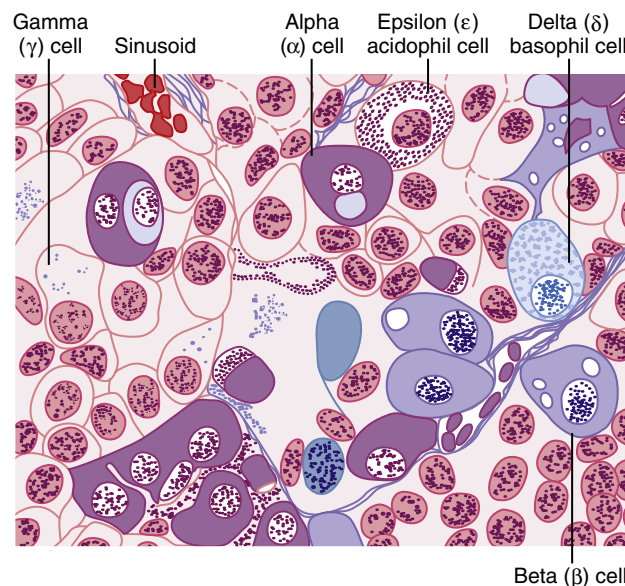 Gamma
(γ) cell
Sinusoid
Alpha
(α) cell
Epsilon (ε)
acidophil cell
Delta (δ)
basophil cell
Beta (β) cell